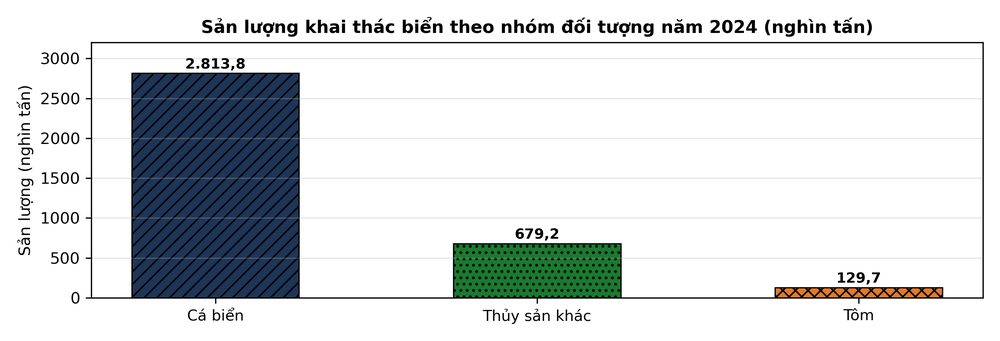 Sản lượng khai thác biển theo nhóm đối tượng năm 2024 (nghìn tấn)
Sản lượng (nghìn tấn)
3000
2500
2000
1500
1000
500
0
2.813,8
679,2
129,7
Cá biển
Thủy sản khác
Tôm